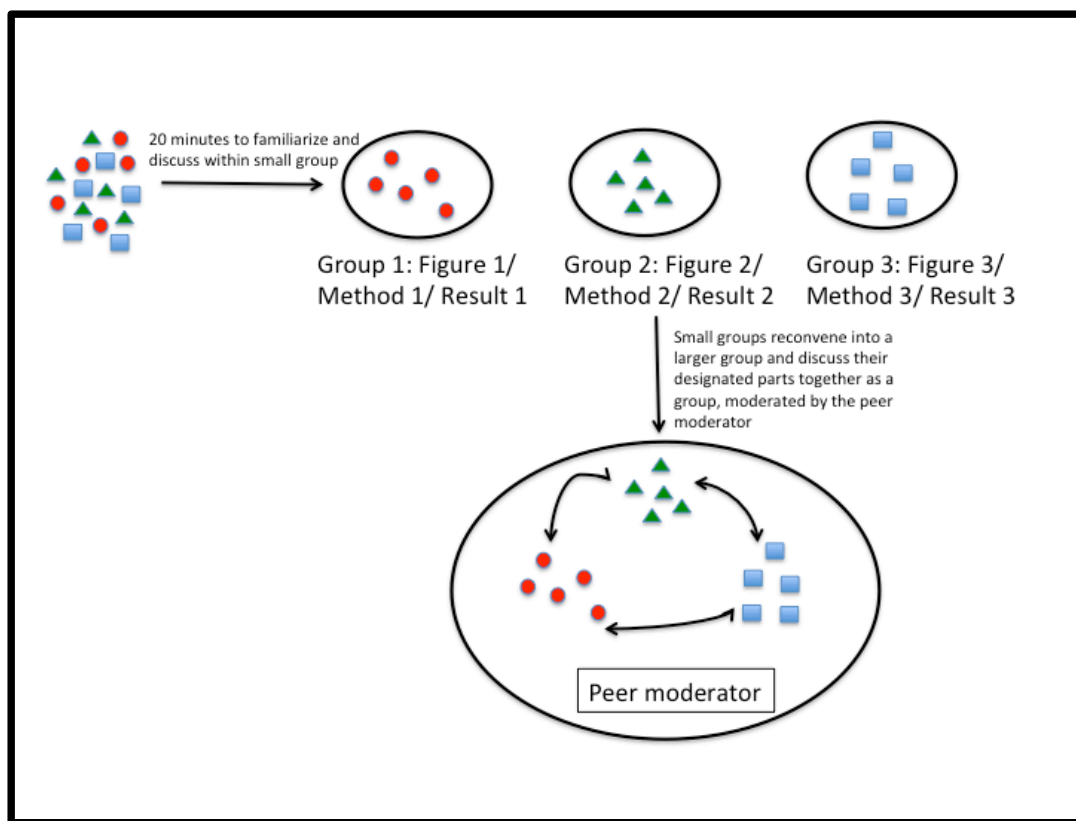 20 minutes to familiarize and
discuss within small group
Group 1: Figure 1/
Method 1/ Result 1
Group 2: Figure 2/
Method 2/ Result 2
Group 3: Figure 3/
Method 3/ Result 3
Small groups reconvene into a
larger group and discuss their
designated parts together as a
group, moderated by the peer
moderator
Peer moderator